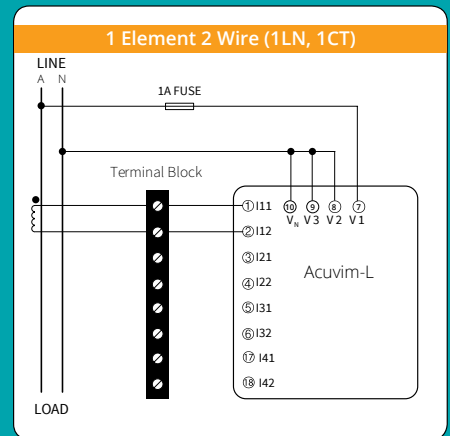 1 Element 2 Wire (1LN, 1CT)
LINE
A N
1A FUSE
Terminal Block
10 9 8 7
VN V3 V2 V1
1 I11
2 I12
3 I21
4 I22
5 I31
6 I32
17 I41
18 I42
Acuvim-L
LOAD